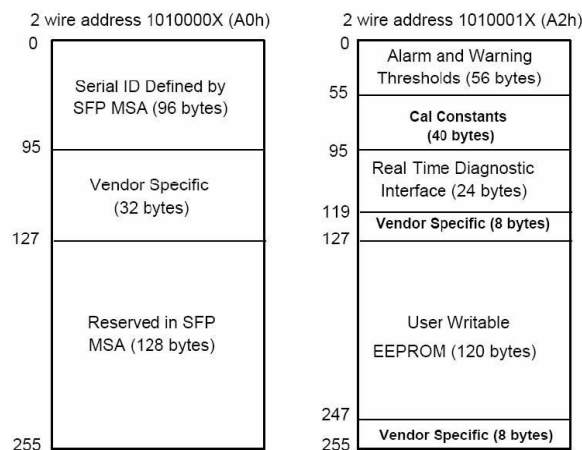 2 wire address 1010000X (A0h)
0
Serial ID Defined by
SFP MSA (96 bytes)
95
Vendor Specific
(32 bytes)
127
Reserved in SFP
MSA (128 bytes)
255
2 wire address 1010001X (A2h)
0
Alarm and Warning
Thresholds (56 bytes)
55
Cal Constants
(40 bytes)
95
Real Time Diagnostic
Interface (24 bytes)
119
Vendor Specific (8 bytes)
127
User Writable
EEPROM (120 bytes)
247
Vendor Specific (8 bytes)
255